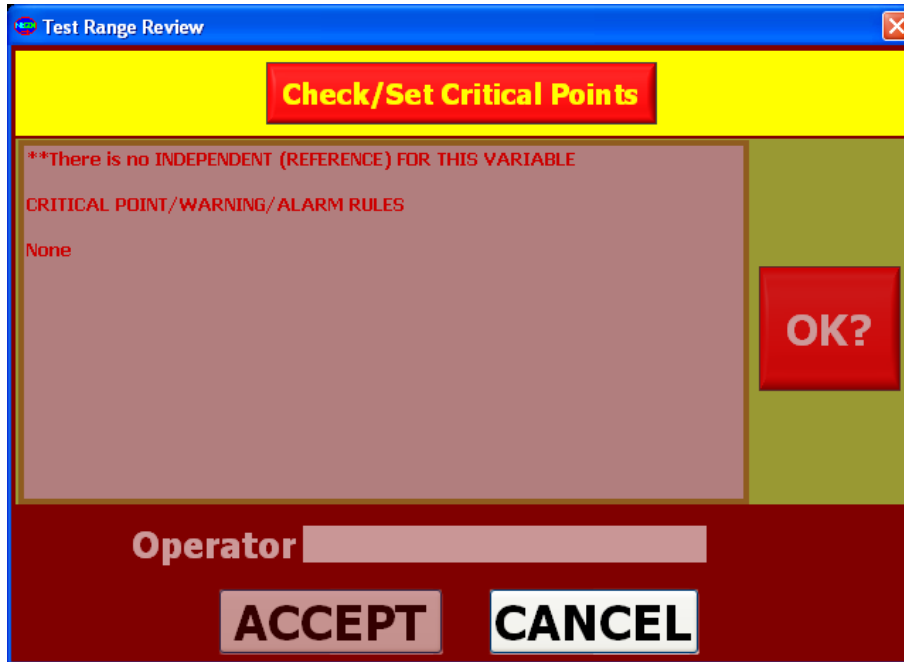 Test Range Review
Check/Set Critical Points
**There is no INDEPENDENT (REFERENCE) FOR THIS VARIABLE
CRITICAL POINT/WARNING/ALARM RULES
None
OK?
Operator
ACCEPT CANCEL